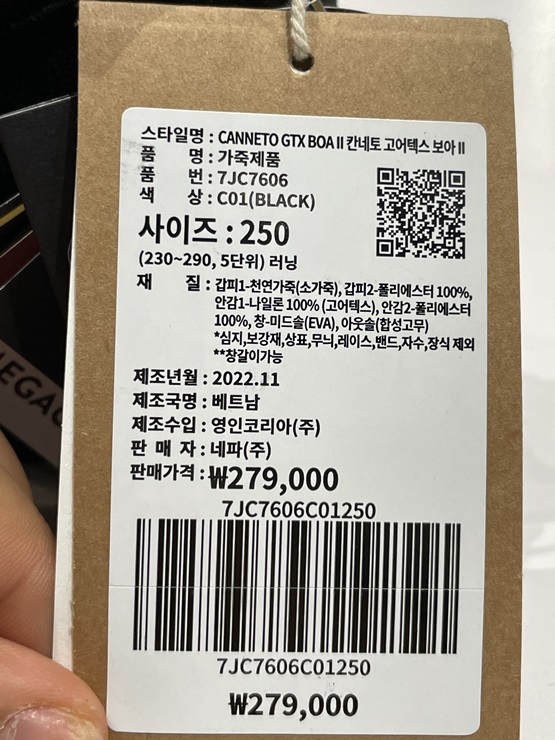 스타일명 : CANNETO GTX BOA II 칸네토 고어텍스 보아 II
품 명 : 가죽제품
품 번 : 7JC7606
색 상 : C01(BLACK)
사이즈 : 250
(230~290, 5단위) 러닝
재 질 : 갑피1-천연가죽(소가죽), 갑피2-폴리에스터 100%,
안감1-나일론 100% (고어텍스), 안감2-폴리에스터
100%, 창-미드솔(EVA), 아웃솔(합성고무)
*심지,보강재,상표,무늬,레이스,밴드,자수,장식 제외
**창갈이가능
제조년월 : 2022.11
제조국명 : 베트남
제조수입 : 영인코리아(주)
판 매 자 : 네파(주)
판매가격 : ₩279,000
7JC7606C01250
7JC7606C01250
₩279,000